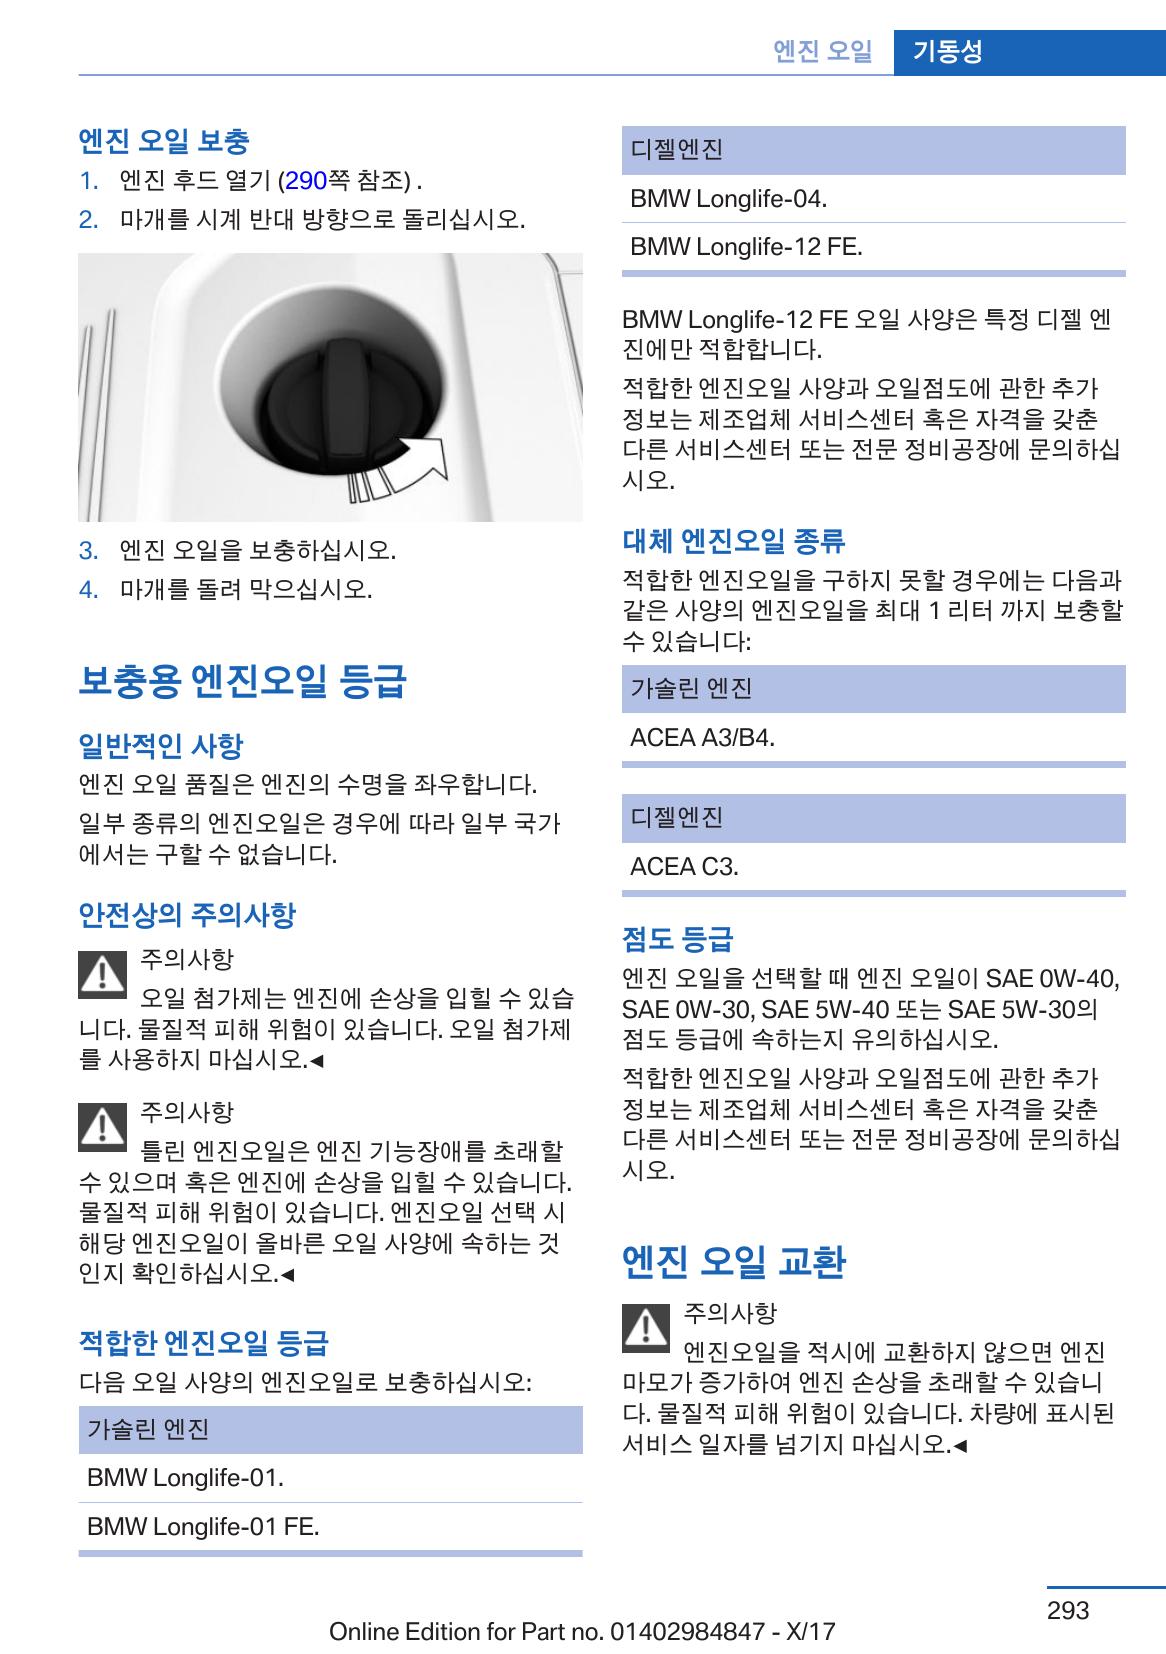 엔진 오일 기동성
엔진 오일 보충
1. 엔진 후드 열기 (290쪽 참조) .
2. 마개를 시계 반대 방향으로 돌리십시오.
3. 엔진 오일을 보충하십시오.
4. 마개를 돌려 막으십시오.
보충용 엔진오일 등급
일반적인 사항
엔진 오일 품질은 엔진의 수명을 좌우합니다.
일부 종류의 엔진오일은 경우에 따라 일부 국가
에서는 구할 수 없습니다.
안전상의 주의사항
주의사항
오일 첨가제는 엔진에 손상을 입힐 수 있습
니다. 물질적 피해 위험이 있습니다. 오일 첨가제
를 사용하지 마십시오.◄
주의사항
틀린 엔진오일은 엔진 기능장애를 초래할
수 있으며 혹은 엔진에 손상을 입힐 수 있습니다.
물질적 피해 위험이 있습니다. 엔진오일 선택 시
해당 엔진오일이 올바른 오일 사양에 속하는 것
인지 확인하십시오.◄
적합한 엔진오일 등급
다음 오일 사양의 엔진오일로 보충하십시오:
가솔린 엔진
BMW Longlife-01.
BMW Longlife-01 FE.
디젤엔진
BMW Longlife-04.
BMW Longlife-12 FE.
BMW Longlife-12 FE 오일 사양은 특정 디젤 엔
진에만 적합합니다.
적합한 엔진오일 사양과 오일점도에 관한 추가
정보는 제조업체 서비스센터 혹은 자격을 갖춘
다른 서비스센터 또는 전문 정비공장에 문의하십
시오.
대체 엔진오일 종류
적합한 엔진오일을 구하지 못할 경우에는 다음과
같은 사양의 엔진오일을 최대 1 리터 까지 보충할
수 있습니다:
가솔린 엔진
ACEA A3/B4.
디젤엔진
ACEA C3.
점도 등급
엔진 오일을 선택할 때 엔진 오일이 SAE 0W-40,
SAE 0W-30, SAE 5W-40 또는 SAE 5W-30의
점도 등급에 속하는지 유의하십시오.
적합한 엔진오일 사양과 오일점도에 관한 추가
정보는 제조업체 서비스센터 혹은 자격을 갖춘
다른 서비스센터 또는 전문 정비공장에 문의하십
시오.
엔진 오일 교환
주의사항
엔진오일을 적시에 교환하지 않으면 엔진
마모가 증가하여 엔진 손상을 초래할 수 있습니
다. 물질적 피해 위험이 있습니다. 차량에 표시된
서비스 일자를 넘기지 마십시오.◄
293
Online Edition for Part no. 01402984847 - X/17